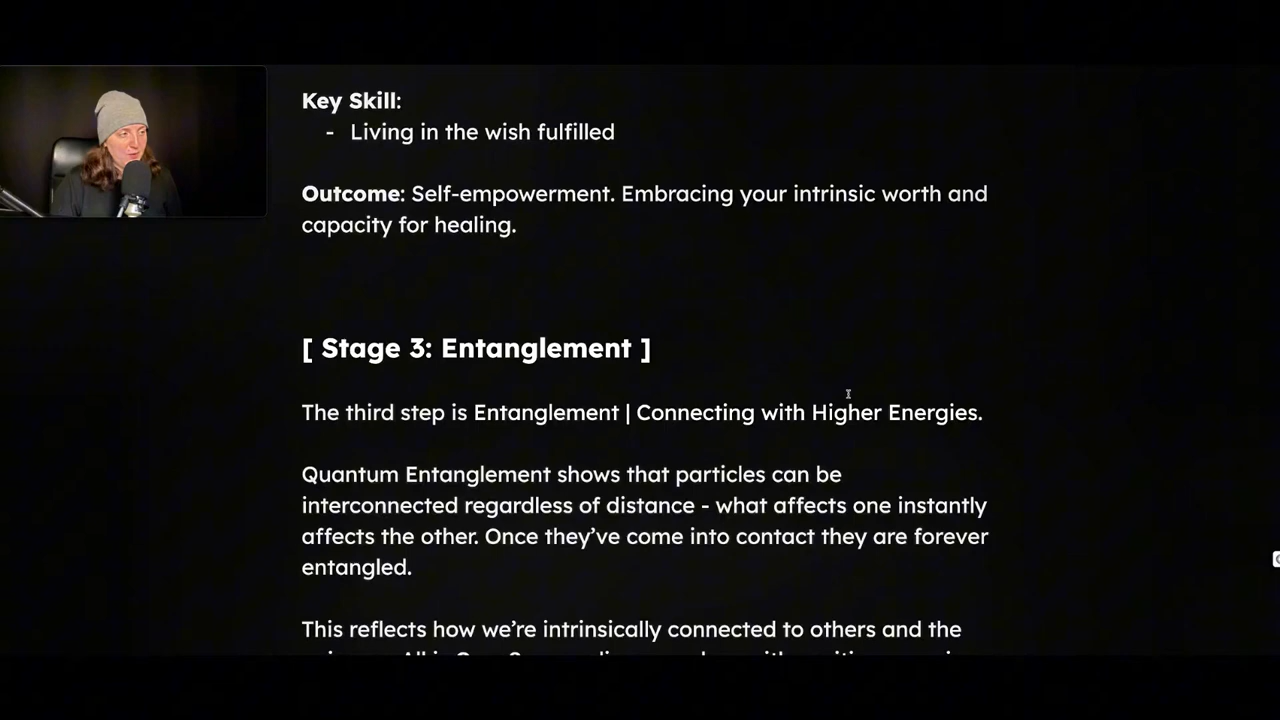 Key Skill:
- Living in the wish fulfilled
Outcome: Self-empowerment. Embracing your intrinsic worth and
capacity for healing.
[ Stage 3: Entanglement ]
The third step is Entanglement | Connecting with Higher Energies.
Quantum Entanglement shows that particles can be
interconnected regardless of distance - what affects one instantly
affects the other. Once they’ve come into contact they are forever
entangled.
This reflects how we’re intrinsically connected to others and the